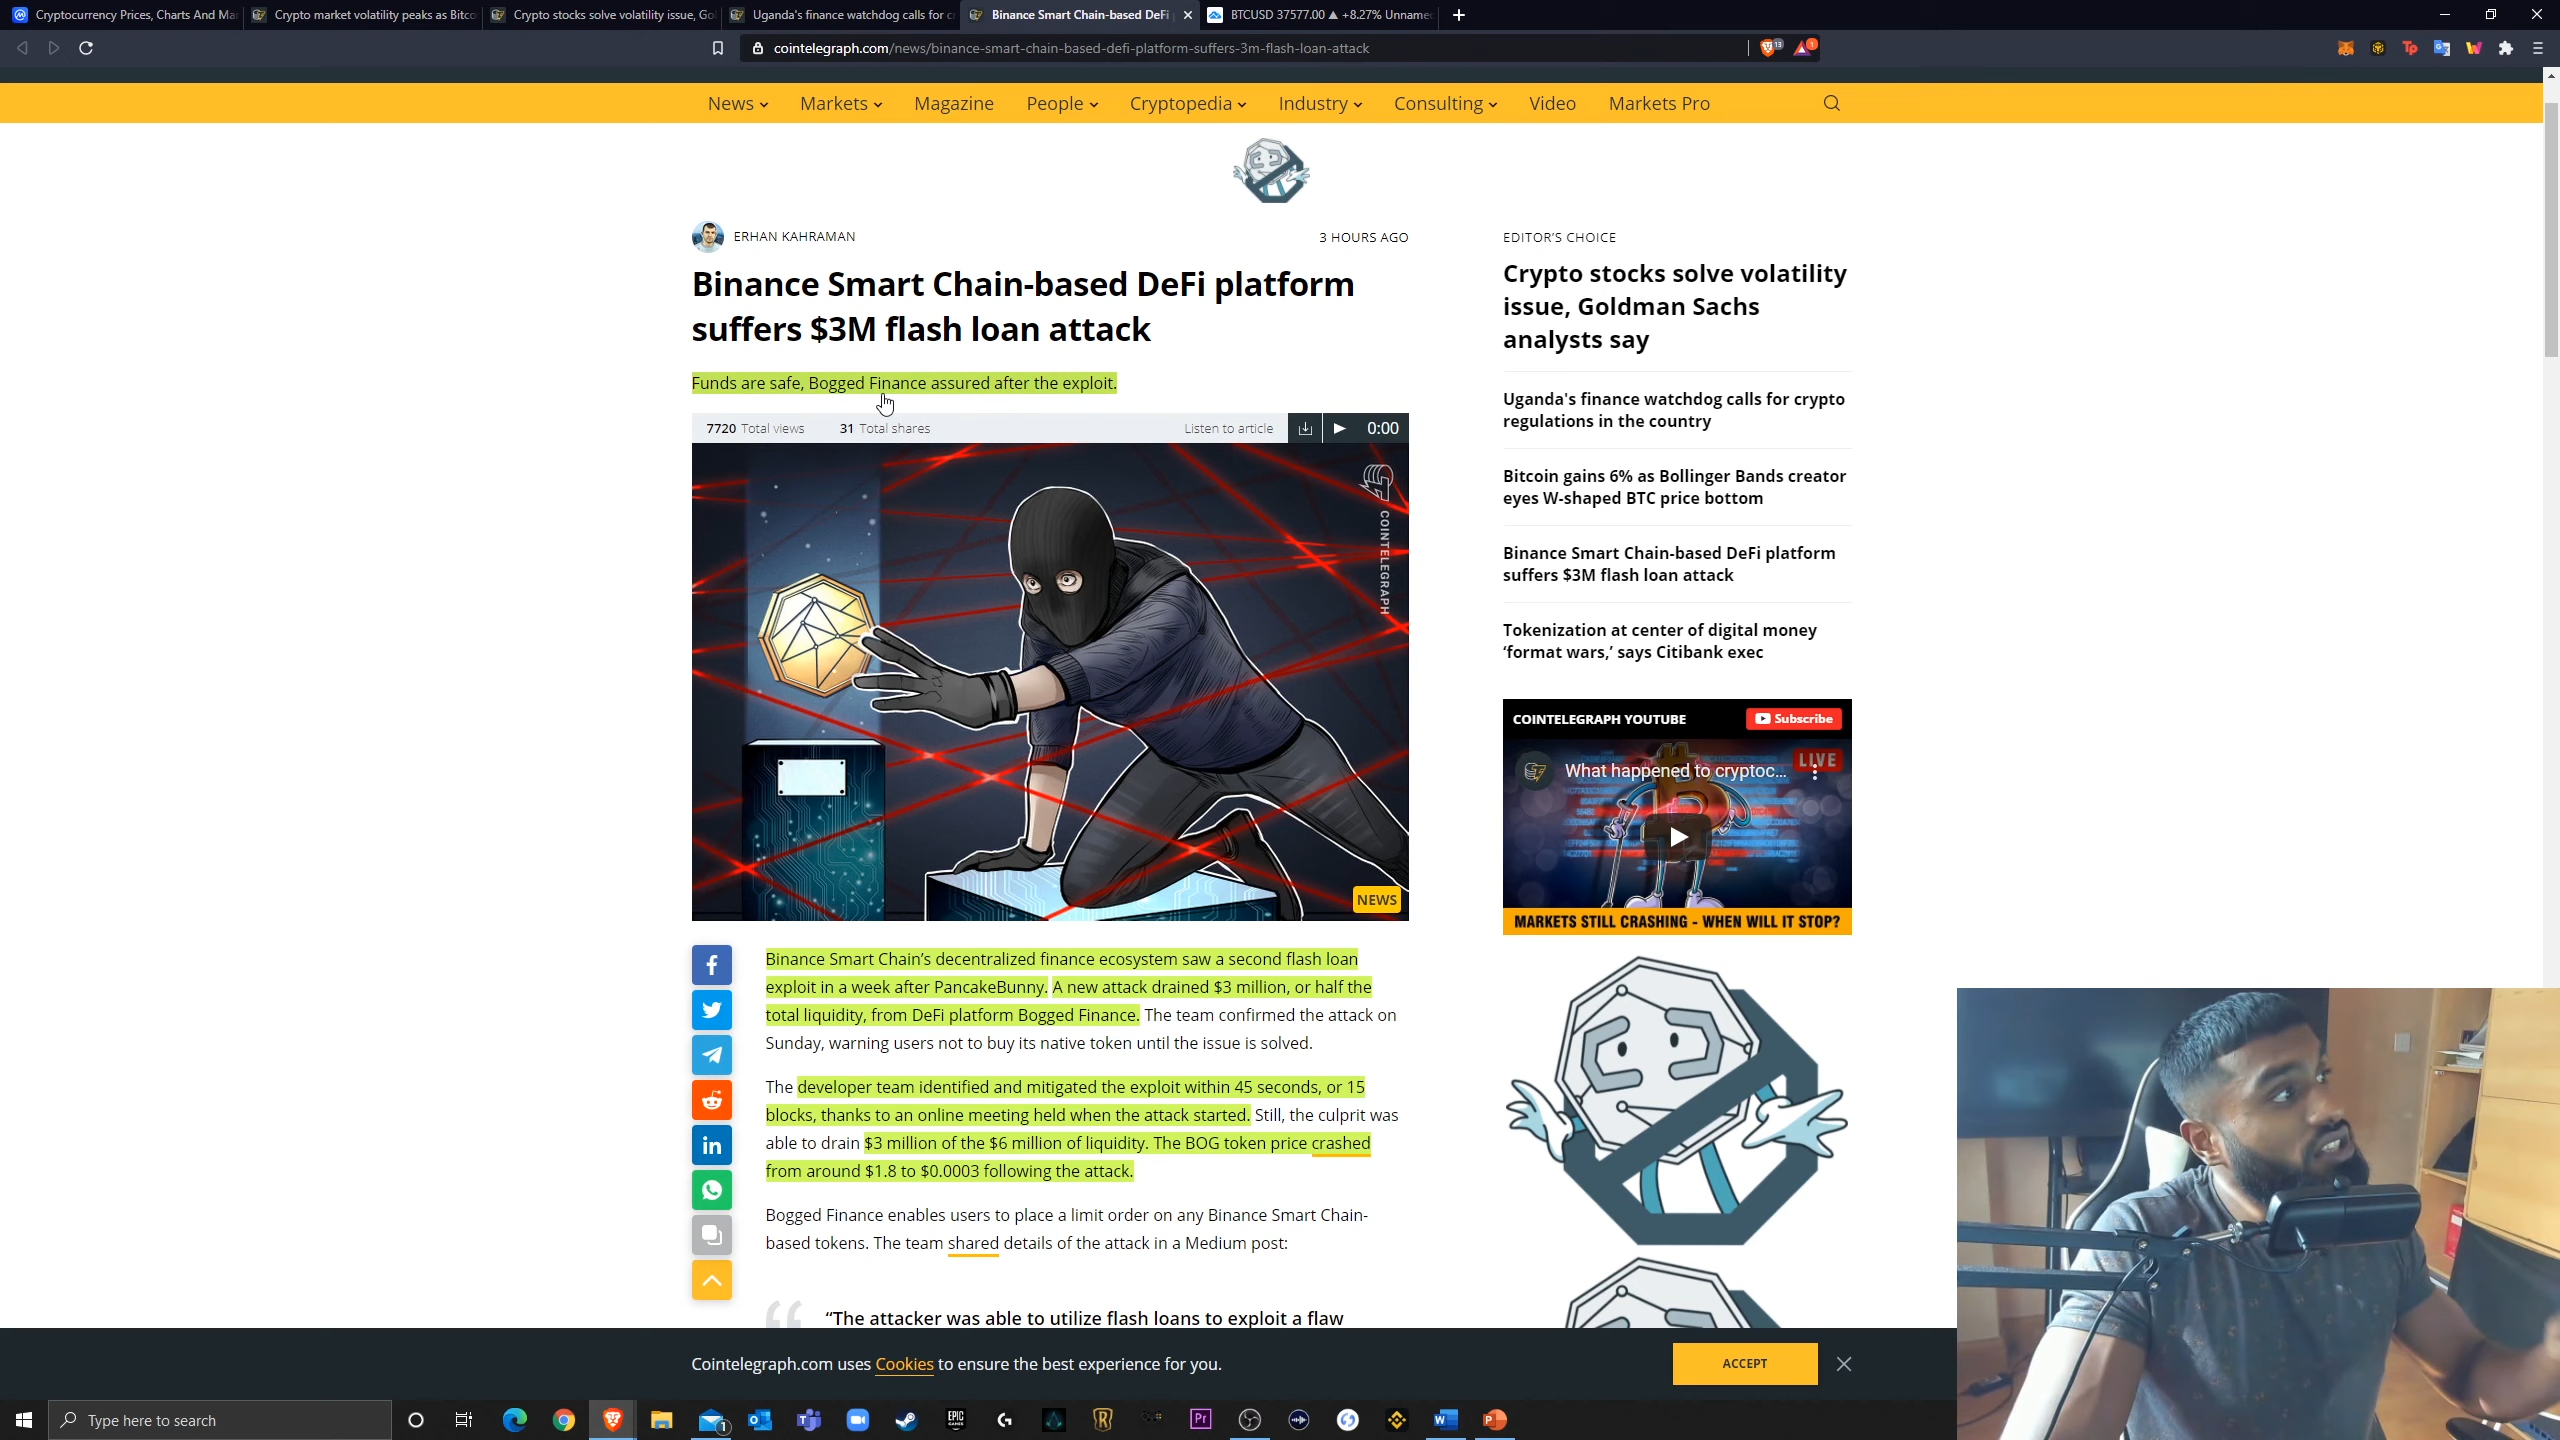 Cryptocurrency Prices, Charts And Ma
Crypto market volatility peaks as Bitco
Crypto stocks solve volatility issue, Go
Uganda's finance watchdog calls for c
Binance Smart Chain-based DeFi
BTCUSD 37577.00 ▲ +8.27% Unname
cointelegraph.com/news/binance-smart-chain-based-defi-platform-suffers-3m-flash-loan-attack
13
1
Tp
News
Markets
Magazine
People
Cryptopedia
Industry
Consulting
Video
Markets Pro
ERHAN KAHRAMAN
3 HOURS AGO
Binance Smart Chain-based DeFi platform
suffers $3M flash loan attack
Funds are safe, Bogged Finance assured after the exploit.
7720 Total views
31 Total shares
Listen to article
0:00
COINTELEGRAPH
NEWS
Binance Smart Chain's decentralized finance ecosystem saw a second flash loan
exploit in a week after PancakeBunny. A new attack drained $3 million, or half the
total liquidity, from DeFi platform Bogged Finance. The team confirmed the attack on
Sunday, warning users not to buy its native token until the issue is solved.
The developer team identified and mitigated the exploit within 45 seconds, or 15
blocks, thanks to an online meeting held when the attack started. Still, the culprit was
able to drain $3 million of the $6 million of liquidity. The BOG token price crashed
from around $1.8 to $0.0003 following the attack.
Bogged Finance enables users to place a limit order on any Binance Smart Chain-
based tokens. The team shared details of the attack in a Medium post:
“The attacker was able to utilize flash loans to exploit a flaw
EDITOR'S CHOICE
Crypto stocks solve volatility
issue, Goldman Sachs
analysts say
Uganda's finance watchdog calls for crypto
regulations in the country
Bitcoin gains 6% as Bollinger Bands creator
eyes W-shaped BTC price bottom
Binance Smart Chain-based DeFi platform
suffers $3M flash loan attack
Tokenization at center of digital money
‘format wars,’ says Citibank exec
COINTELEGRAPH YOUTUBE
Subscribe
What happened to cryptoc...
LIVE
MARKETS STILL CRASHING - WHEN WILL IT STOP?
Cointelegraph.com uses Cookies to ensure the best experience for you.
ACCEPT
Type here to search
1
EPIC
GAMES
Pr